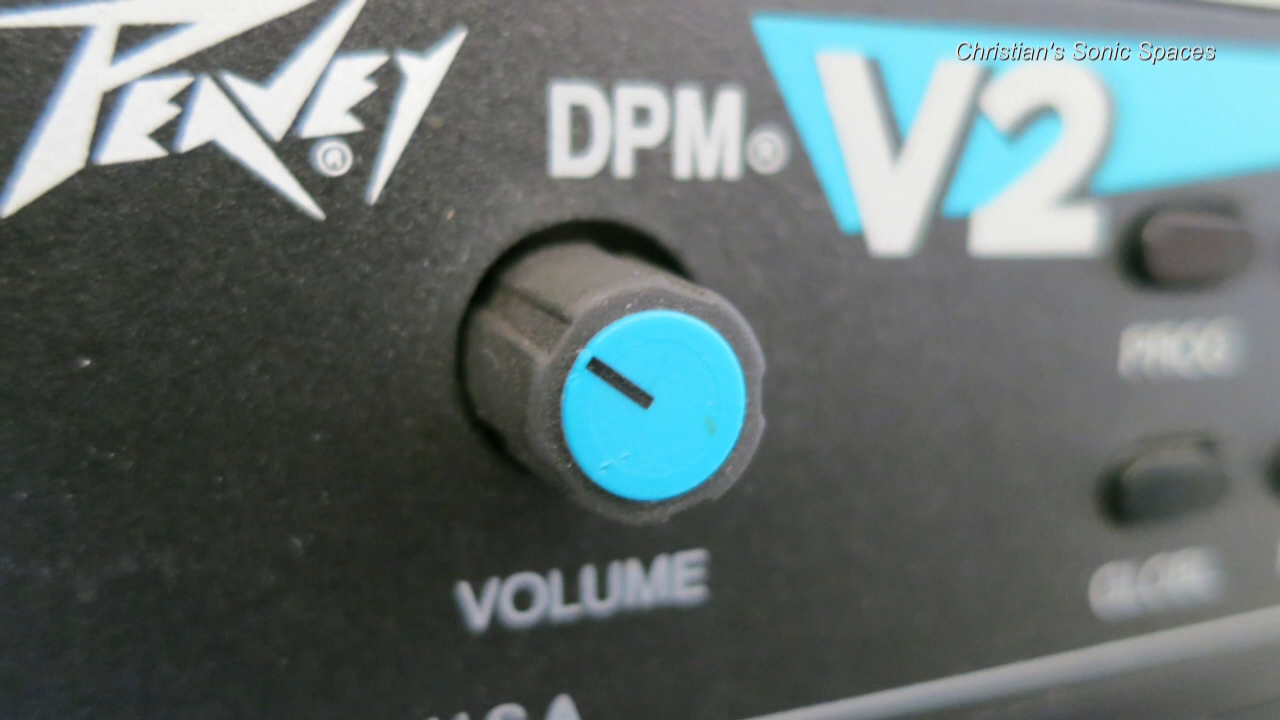 Christian's Sonic Spaces
PEAVEY®
DPM®
V2
PROG
VOLUME
GLOBL